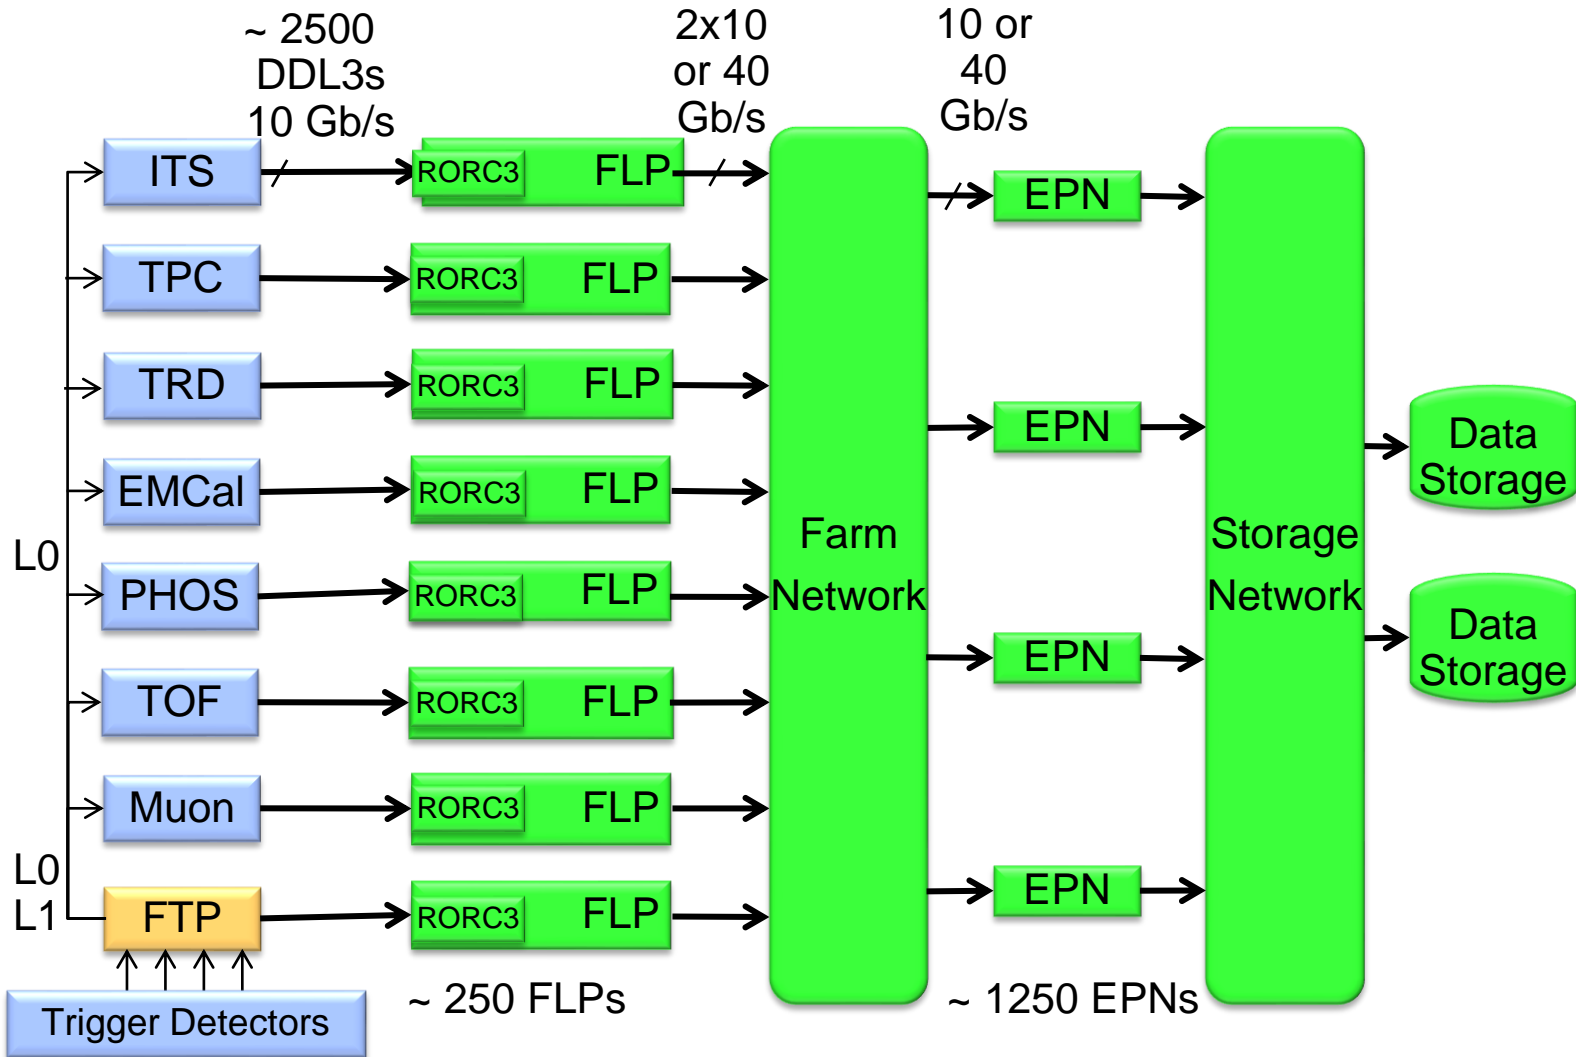 ~ 2500
DDL3s
10 Gb/s
2x10
or 40
Gb/s
10 or
40
Gb/s
ITS
RORC3
FLP
EPN
TPC
RORC3
FLP
TRD
RORC3
FLP
EPN
Data
Storage
EMCal
RORC3
FLP
L0
Farm
Network
Storage
Network
PHOS
RORC3
FLP
EPN
Data
Storage
TOF
RORC3
FLP
Muon
RORC3
FLP
L0
L1
FTP
RORC3
FLP
EPN
Trigger Detectors
~ 250 FLPs
~ 1250 EPNs